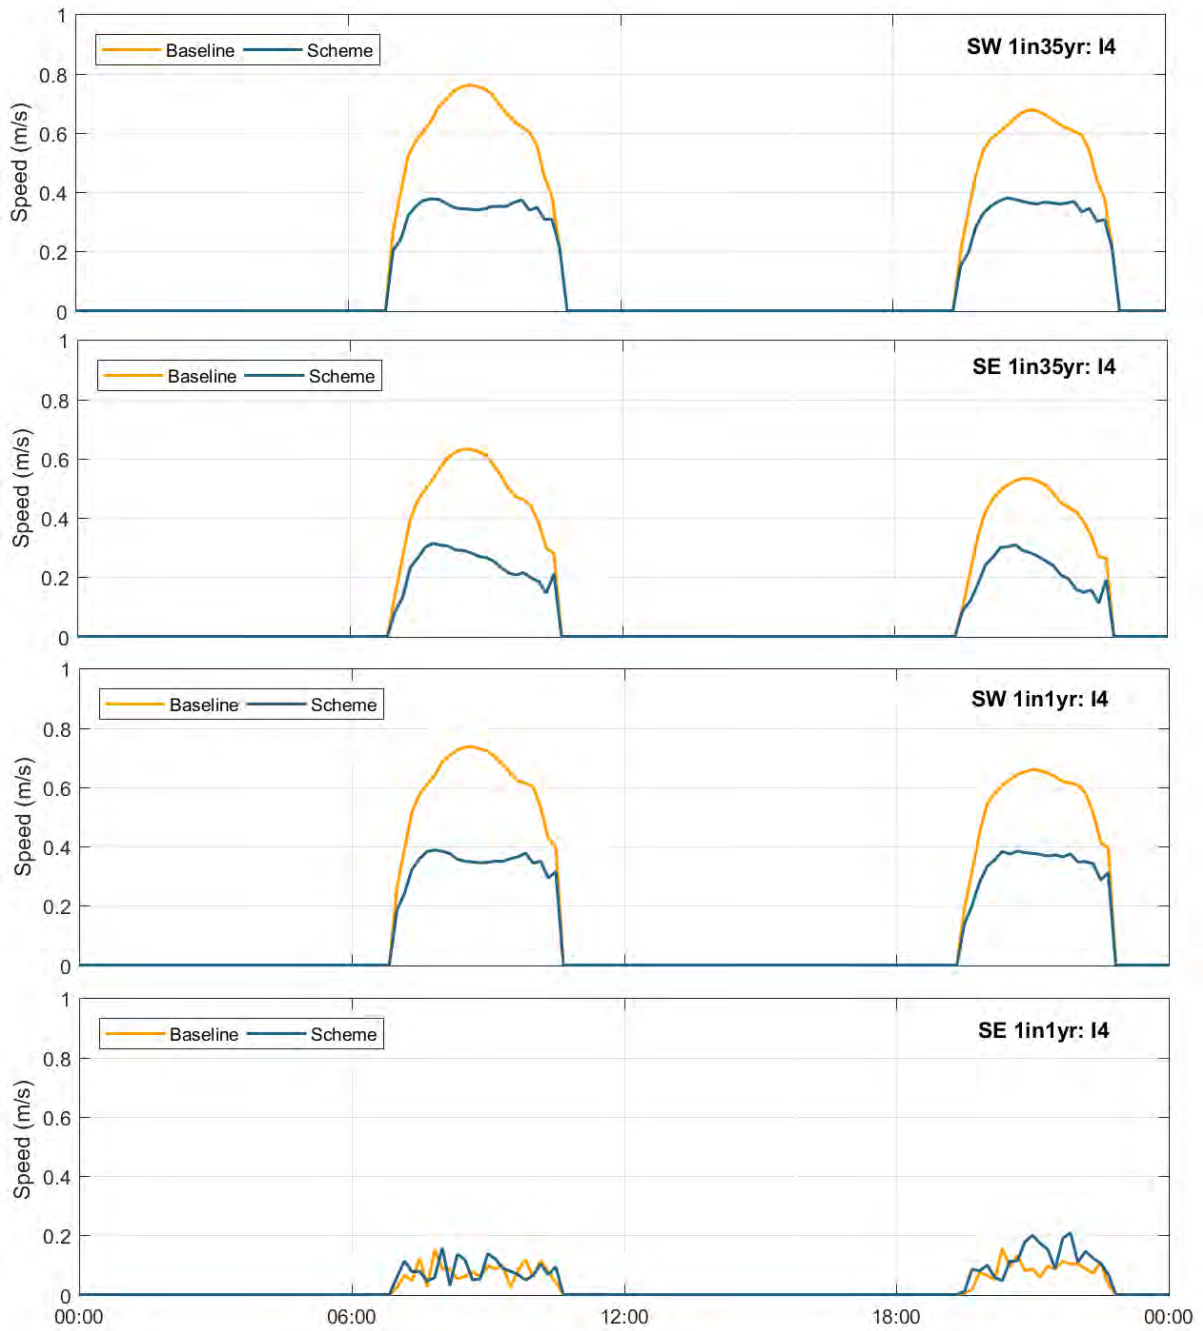 1
Baseline Scheme
SW 1in35yr: I4
0.8
0.6
0.4
0.2
0
Speed (m/s)
1
Baseline Scheme
SE 1in35yr: I4
0.8
0.6
0.4
0.2
0
Speed (m/s)
1
Baseline Scheme
SW 1in1yr: I4
0.8
0.6
0.4
0.2
0
Speed (m/s)
1
Baseline Scheme
SE 1in1yr: I4
0.8
0.6
0.4
0.2
0
Speed (m/s)
00:00 06:00 12:00 18:00 00:00